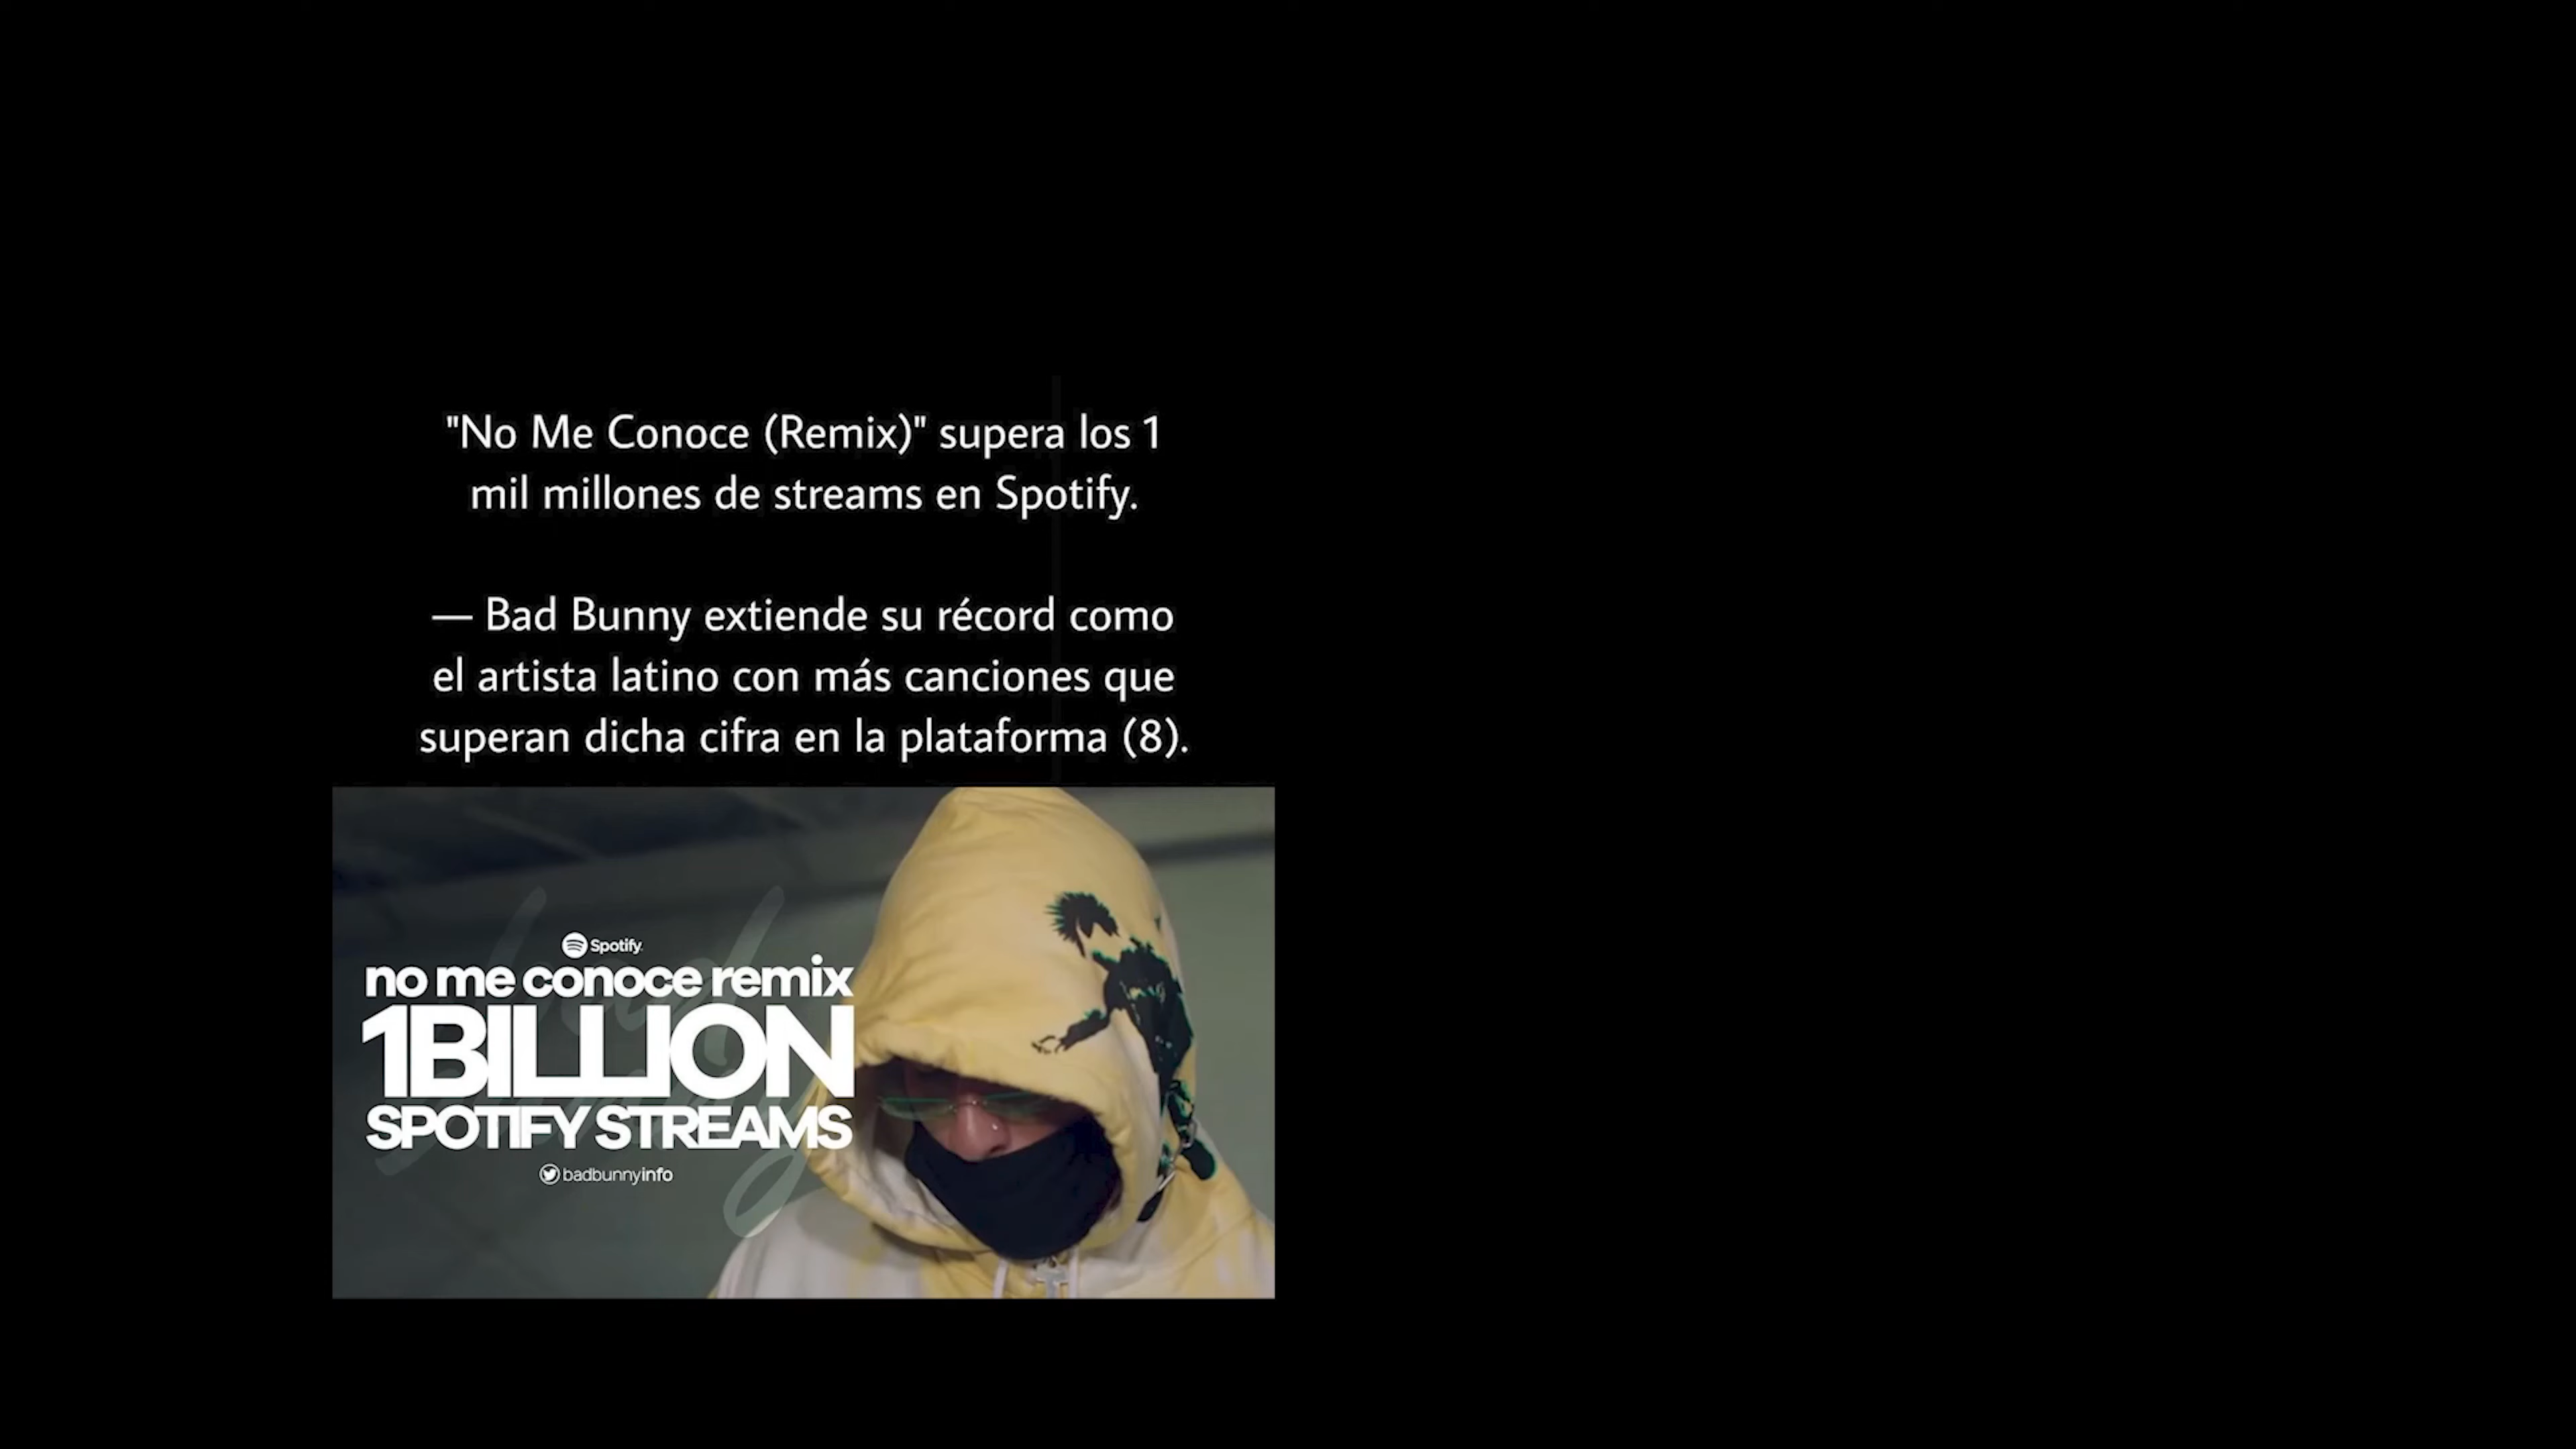 "No Me Conoce (Remix)" supera los 1
mil millones de streams en Spotify.
— Bad Bunny extiende su récord como
el artista latino con más canciones que
superan dicha cifra en la plataforma (8).
Spotify
no me conoce remix
1BILLION
SPOTIFY STREAMS
badbunnyinfo
bad
bunny